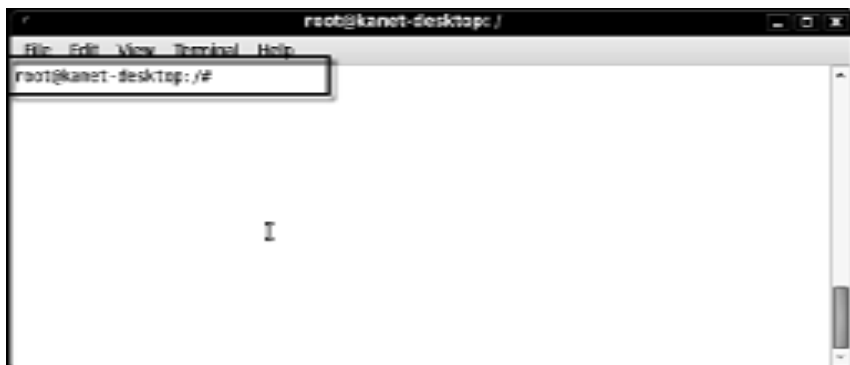 root@kanet-desktop: /
File Edit View Terminal Help
root@kanet-desktop:/#